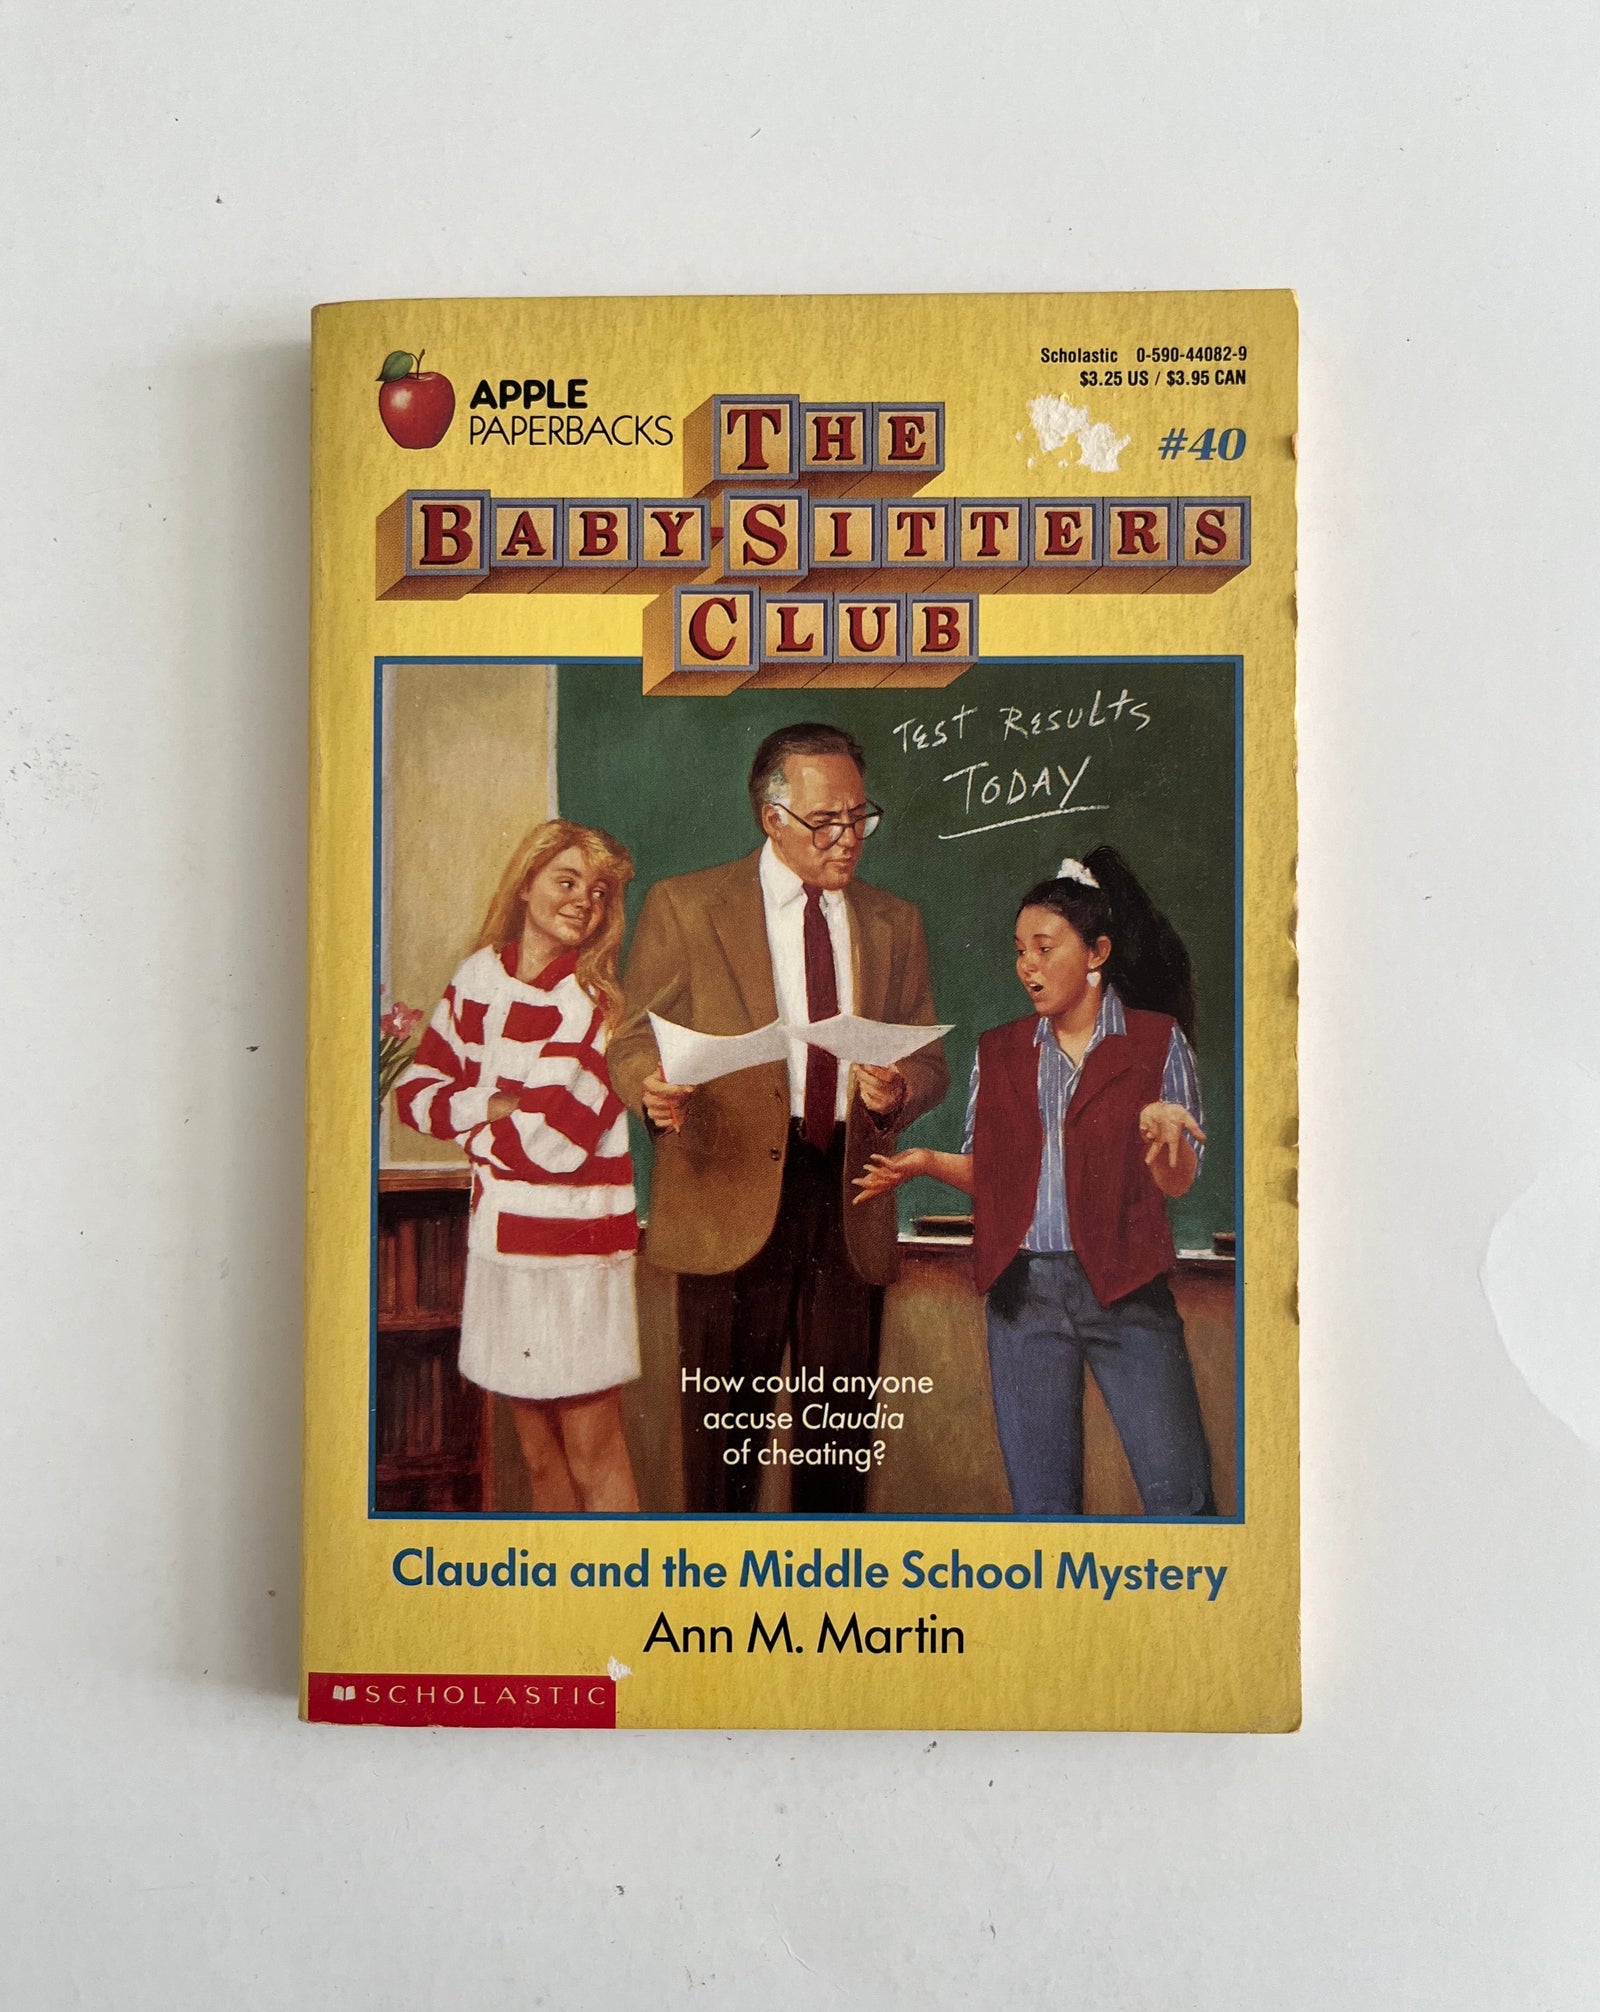 Scholastic 0-590-44082-9
$3.25 US / $3.95 CAN
APPLE
PAPERBACKS
#40
THE
BABY-SITTERS
CLUB
TEST RESULTS
TODAY
How could anyone
accuse Claudia
of cheating?
Claudia and the Middle School Mystery
Ann M. Martin
SCHOLASTIC